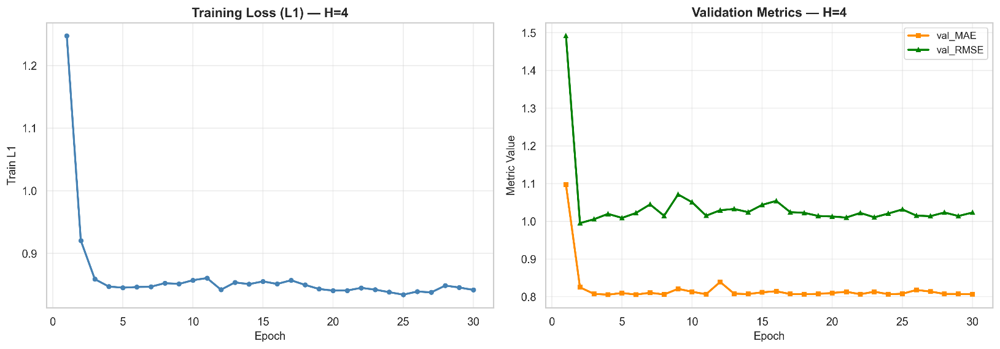 Training Loss (L1) — H=4
1.2
1.1
1.0
0.9
Train L1
0 5 10 15 20 25 30
Epoch
Validation Metrics — H=4
val_MAE
val_RMSE
1.5
1.4
1.3
1.2
1.1
1.0
0.9
0.8
Metric Value
0 5 10 15 20 25 30
Epoch